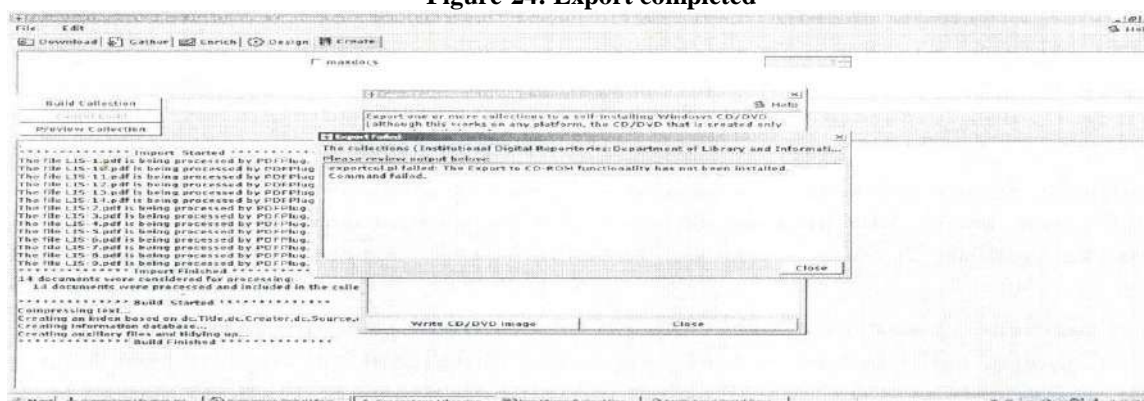 Figure 24: Export completed
File Edit
Download Gather Enrich Design Create
Help
maxdocs
Build Collection
Preview Collection
Help
Export one or more collections to a self-installing Windows CD/DVD
(although this works on any platform, the CD/DVD that is created only
Export Failed
The collections (Institutional Digital Repositories:Department of Library and Informati...
Please review output below:
exportcol.pl failed: The Export to CD-ROM functionality has not been installed.
Command failed.
Close
Write CD/DVD image Close
************** Import Started **************
The file LIS-1.pdf is being processed by PDFPlug.
The file LIS-10.pdf is being processed by PDFPlug
The file LIS-11.pdf is being processed by PDFPlug
The file LIS-12.pdf is being processed by PDFPlug
The file LIS-13.pdf is being processed by PDFPlug
The file LIS-14.pdf is being processed by PDFPlug
The file LIS-2.pdf is being processed by PDFPlug.
The file LIS-3.pdf is being processed by PDFPlug.
The file LIS-4.pdf is being processed by PDFPlug.
The file LIS-5.pdf is being processed by PDFPlug.
The file LIS-6.pdf is being processed by PDFPlug.
The file LIS-7.pdf is being processed by PDFPlug.
The file LIS-8.pdf is being processed by PDFPlug.
The file LIS-9.pdf is being processed by PDFPlug.
************** Import Finished **************
14 documents were considered for processing:
14 documents were processed and included in the colle
************** Build Started **************
Compressing text...
Creating an index based on dc.Title,dc.Creator,dc.Source,
Creating information database...
Creating auxillery files and tidying up...
************** Build Finished **************